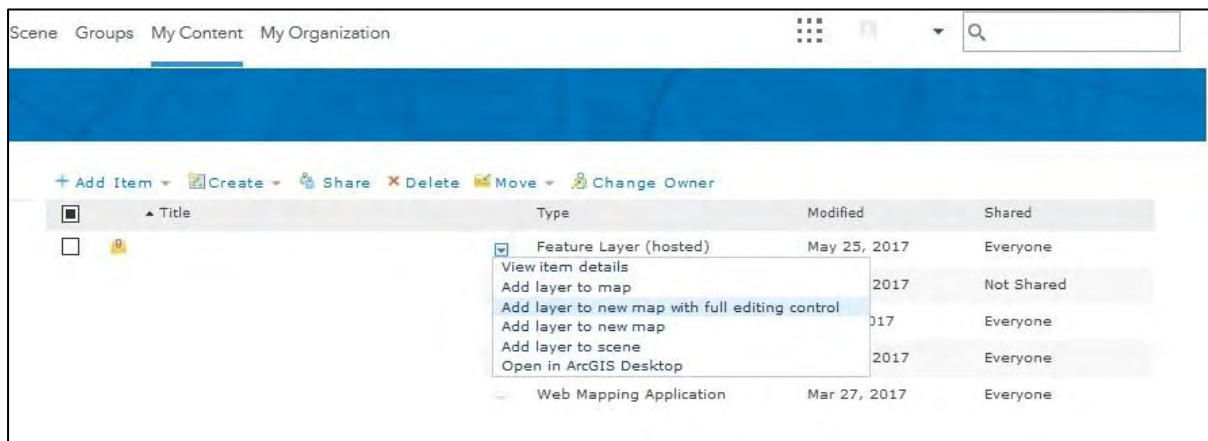 Scene Groups My Content My Organization
+ Add Item Create Share Delete Move Change Owner
Title Type Modified Shared
Feature Layer (hosted) May 25, 2017 Everyone
View item details
Add layer to map 2017 Not Shared
Add layer to new map with full editing control
Add layer to new map 017 Everyone
Add layer to scene
Open in ArcGIS Desktop 2017 Everyone
Web Mapping Application Mar 27, 2017 Everyone